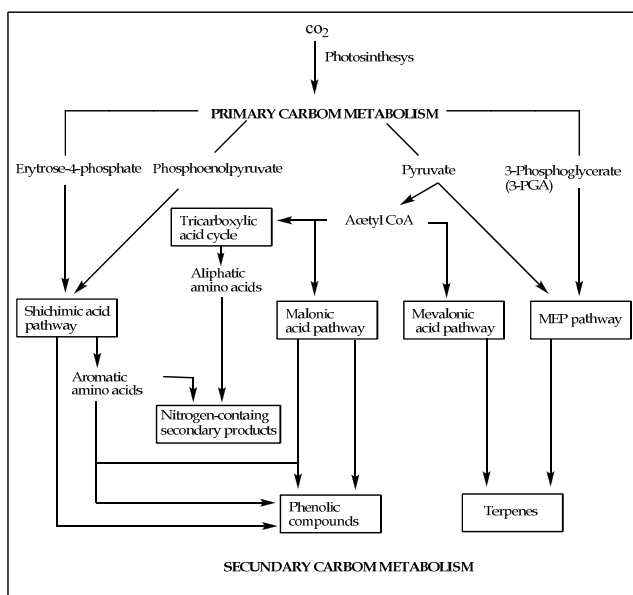 co₂
Photosinthesys
PRIMARY CARBOM METABOLISM
Erytrose-4-phosphate
Phosphoenolpyruvate
Pyruvate
3-Phosphoglycerate
(3-PGA)
Tricarboxylic
acid cycle
Acetyl CoA
Aliphatic
amino acids
Shichimic acid
pathway
Malonic
acid pathway
Mevalonic
acid pathway
MEP pathway
Aromatic
amino acids
Nitrogen-containg
secondary products
Phenolic
compounds
Terpenes
SECUNDARY CARBOM METABOLISM